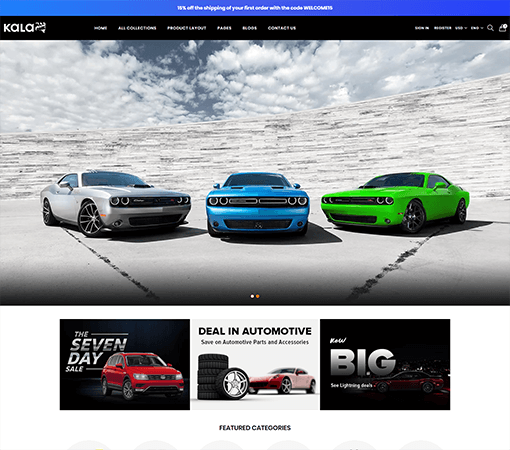 15% off the shipping of your first order with the code WELCOME15
KALA
HOME ALL COLLECTIONS PRODUCT LAYOUT PAGES BLOGS CONTACT US
SIGN IN REGISTER USD ENG
THE
SEVEN
DAY
SALE
DEAL IN AUTOMOTIVE
Save on Automotive Parts and Accessories
Now
BIG
See Lightning deals
FEATURED CATEGORIES